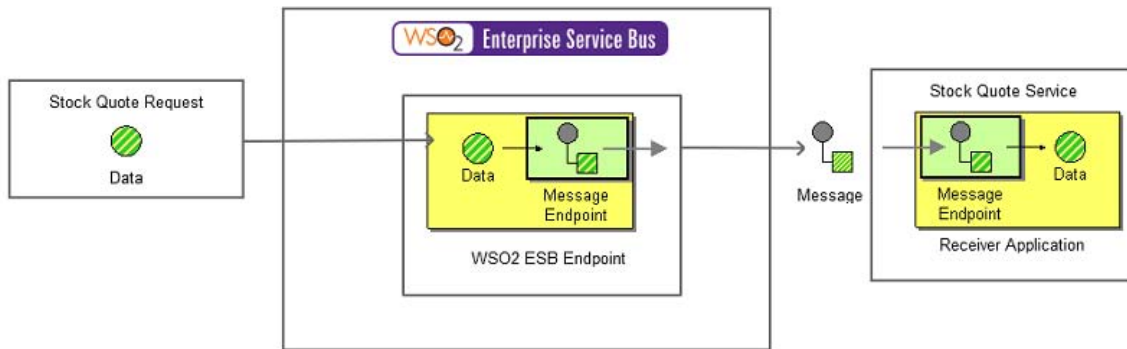 WSO2 Enterprise Service Bus
Stock Quote Request
Data
Data
Message
Endpoint
WSO2 ESB Endpoint
Message
Stock Quote Service
Message
Endpoint
Data
Receiver Application